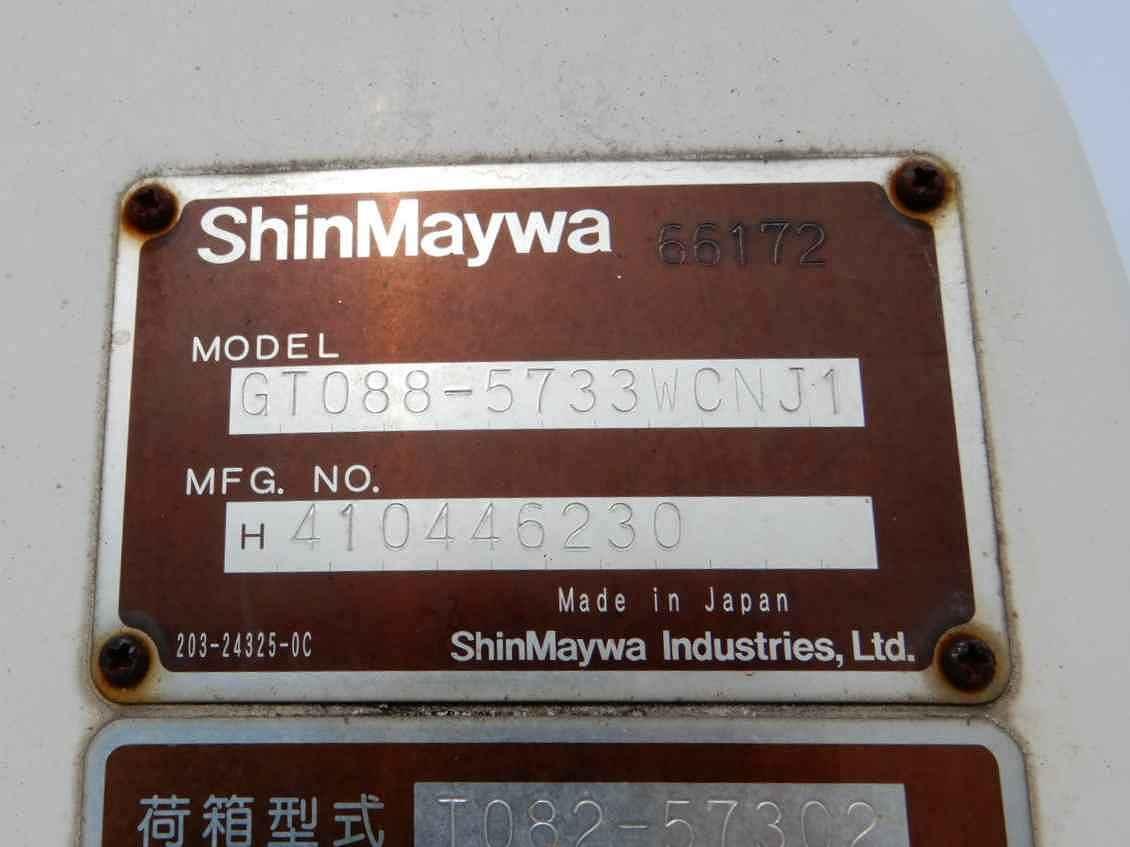 ShinMaywa 66172
MODEL
GT088-5733WCNJ1
MFG. NO.
H 410446230
Made in Japan
203-24325-0C ShinMaywa Industries, Ltd.
荷箱型式 T082-573C2